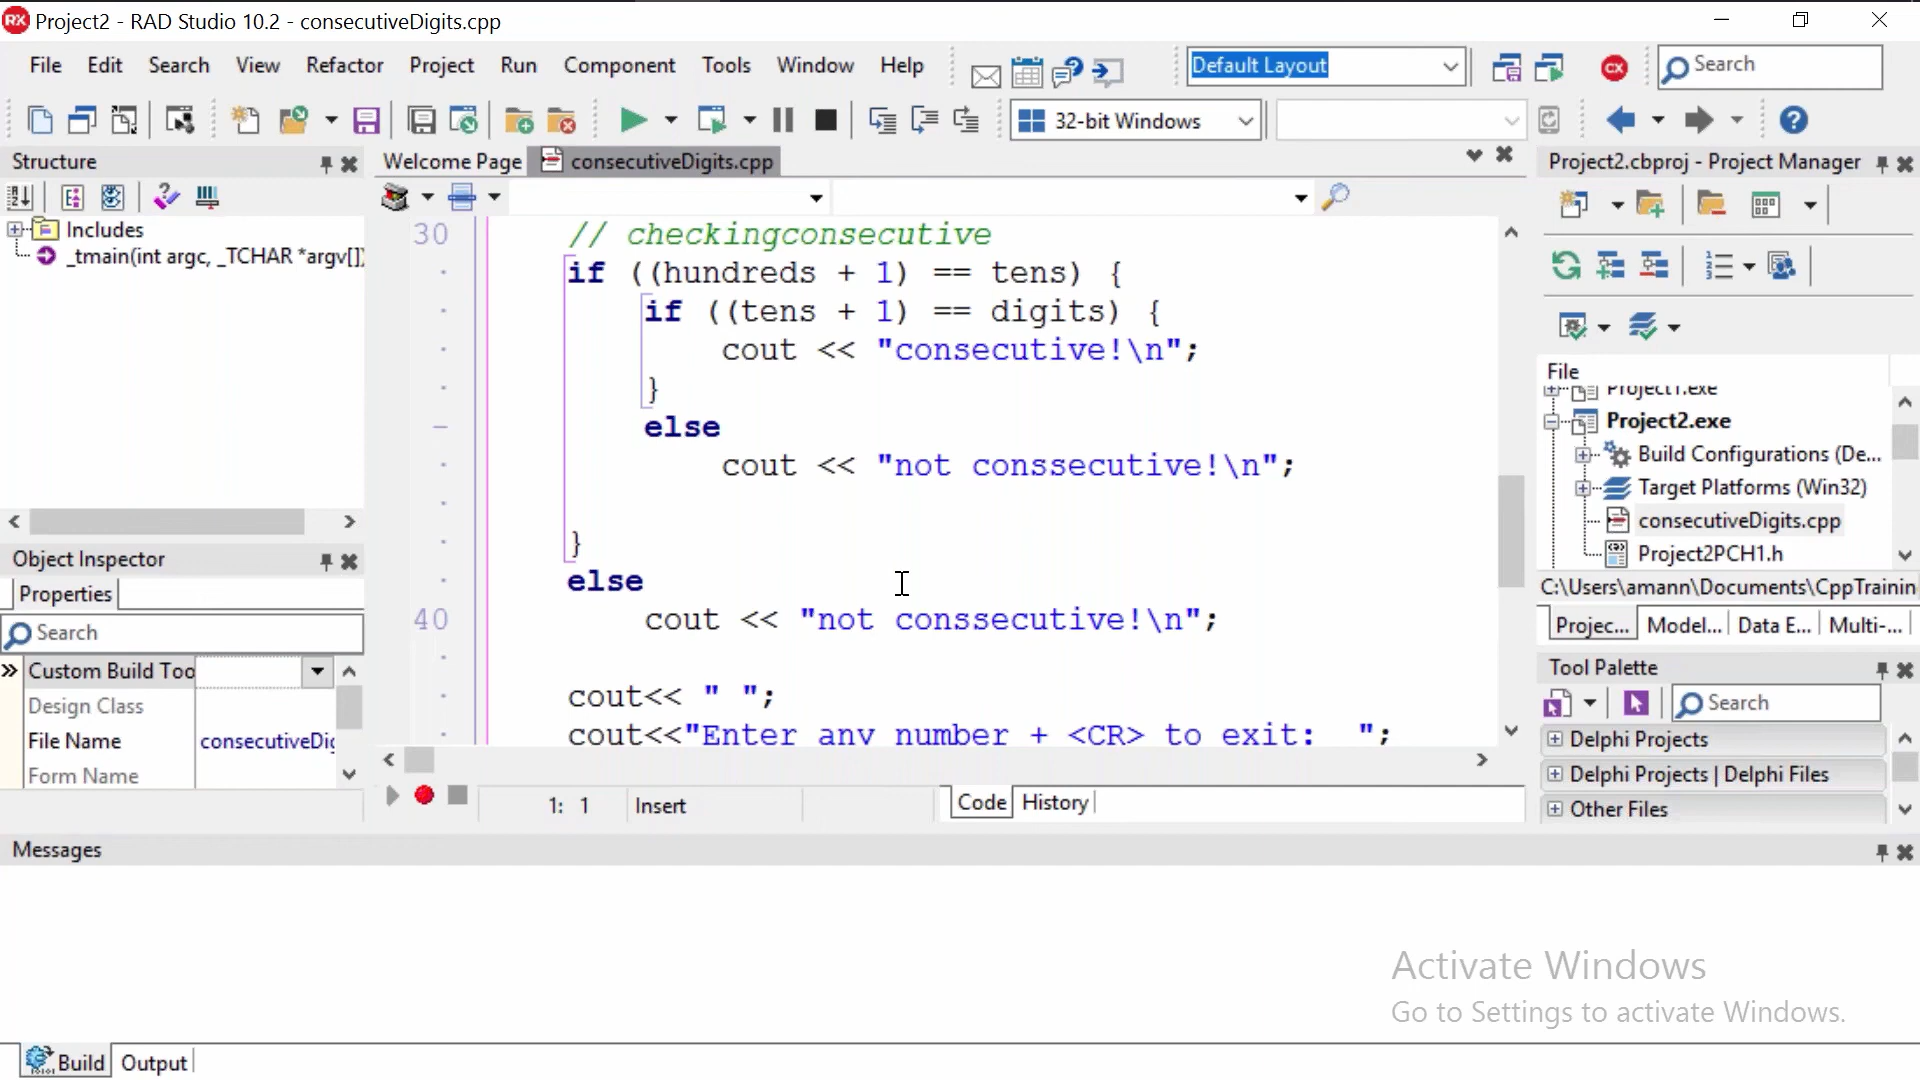 Project2 - RAD Studio 10.2 - consecutiveDigits.cpp
File Edit Search View Refactor Project Run Component Tools Window Help
Default Layout
Search
32-bit Windows
Structure
Welcome Page
consecutiveDigits.cpp
Project2.cbproj - Project Manager
Includes
_tmain(int argc, _TCHAR *argv[])
30
// checkingconsecutive
if ((hundreds + 1) == tens) {
if ((tens + 1) == digits) {
cout << "consecutive!\n";
}
else
cout << "not conssecutive!\n";
}
else
40
cout << "not conssecutive!\n";
cout<< " ";
cout<<"Enter any number + <CR> to exit:  ";
1: 1
Insert
Code
History
File
Project1.exe
Project2.exe
Build Configurations (De...
Target Platforms (Win32)
consecutiveDigits.cpp
Project2PCH1.h
C:\Users\amann\Documents\CppTrainin
Projec... Model... Data E... Multi-...
Tool Palette
Search
Delphi Projects
Delphi Projects | Delphi Files
Other Files
Object Inspector
Properties
Search
Custom Build Too
Design Class
File Name
consecutiveDig
Form Name
Messages
Activate Windows
Go to Settings to activate Windows.
Build
Output